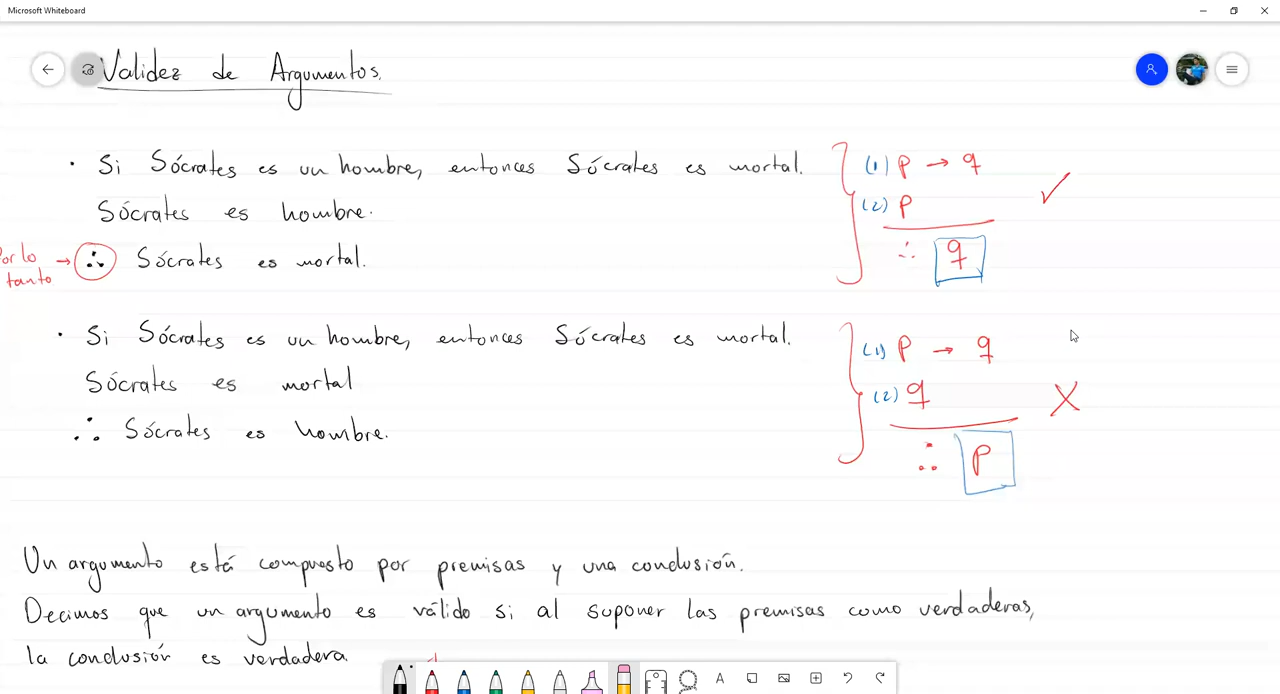 Microsoft Whiteboard
Validez de Argumentos.
· Si Sócrates es un hombre, entonces Sócrates es mortal.
Sócrates es hombre.
∴ Sócrates es mortal.
Por lo tanto →
(1) p → q
(2) p
∴ q
✓
· Si Sócrates es un hombre, entonces Sócrates es mortal.
Sócrates es mortal
∴ Sócrates es hombre.
(1) p → q
(2) q
∴ p
X
Un argumento está compuesto por premisas y una conclusión.
Decimos que un argumento es válido si al suponer las premisas como verdaderas,
la conclusión es verdadera.
A